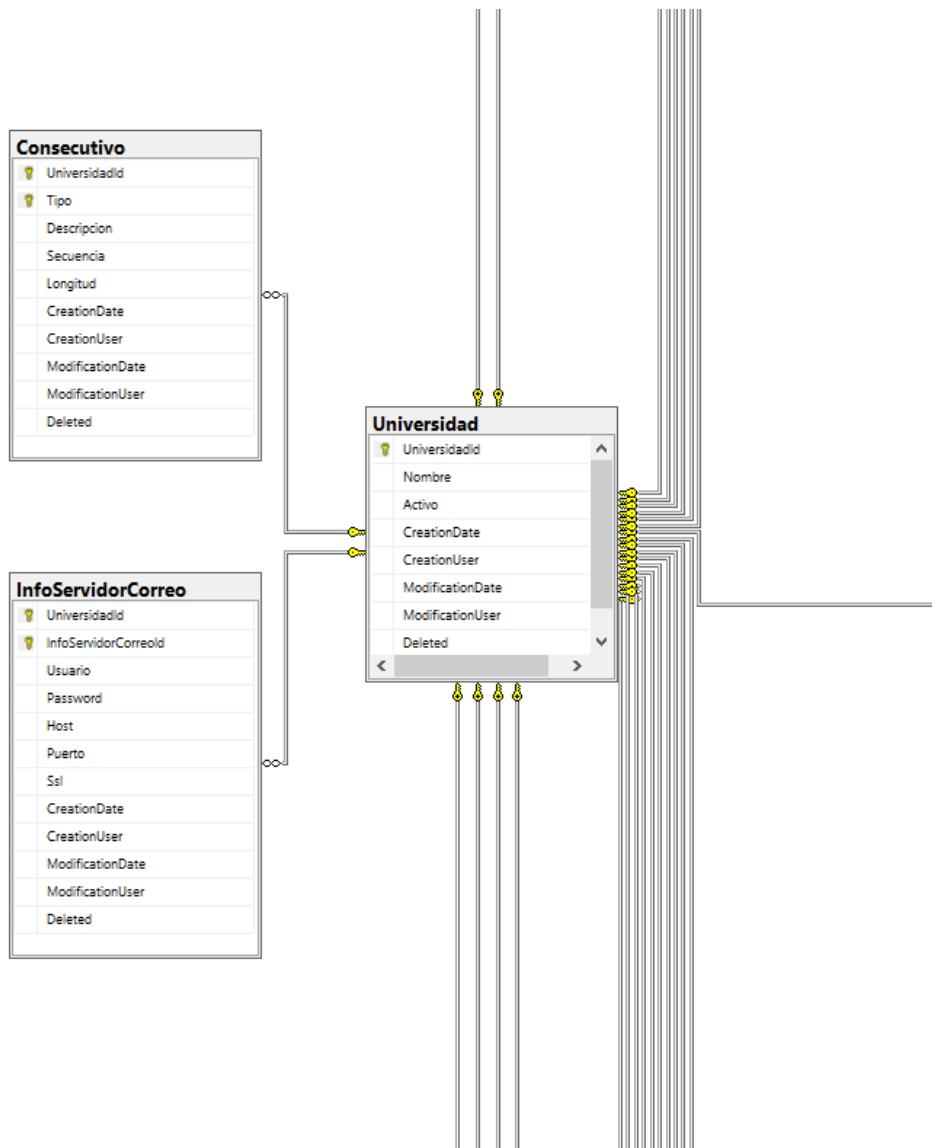 Consecutivo
UniversidadId
Tipo
Descripcion
Secuencia
Longitud
CreationDate
CreationUser
ModificationDate
ModificationUser
Deleted
Universidad
UniversidadId
Nombre
Activo
CreationDate
CreationUser
ModificationDate
ModificationUser
Deleted
InfoServidorCorreo
UniversidadId
InfoServidorCorreoId
Usuario
Password
Host
Puerto
Ssl
CreationDate
CreationUser
ModificationDate
ModificationUser
Deleted